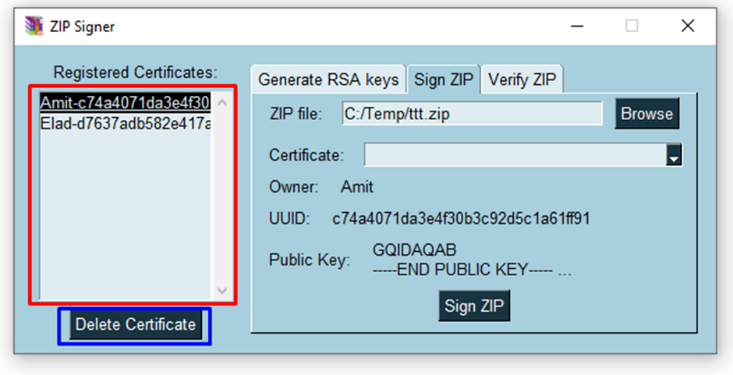 ZIP Signer
Registered Certificates:
Amit-c74a4071da3e4f30
Elad-d7637adb582e417a
Delete Certificate
Generate RSA keys Sign ZIP Verify ZIP
ZIP file: C:/Temp/ttt.zip Browse
Certificate:
Owner: Amit
UUID: c74a4071da3e4f30b3c92d5c1a61ff91
Public Key: GQIDAQAB
-----END PUBLIC KEY----- ...
Sign ZIP